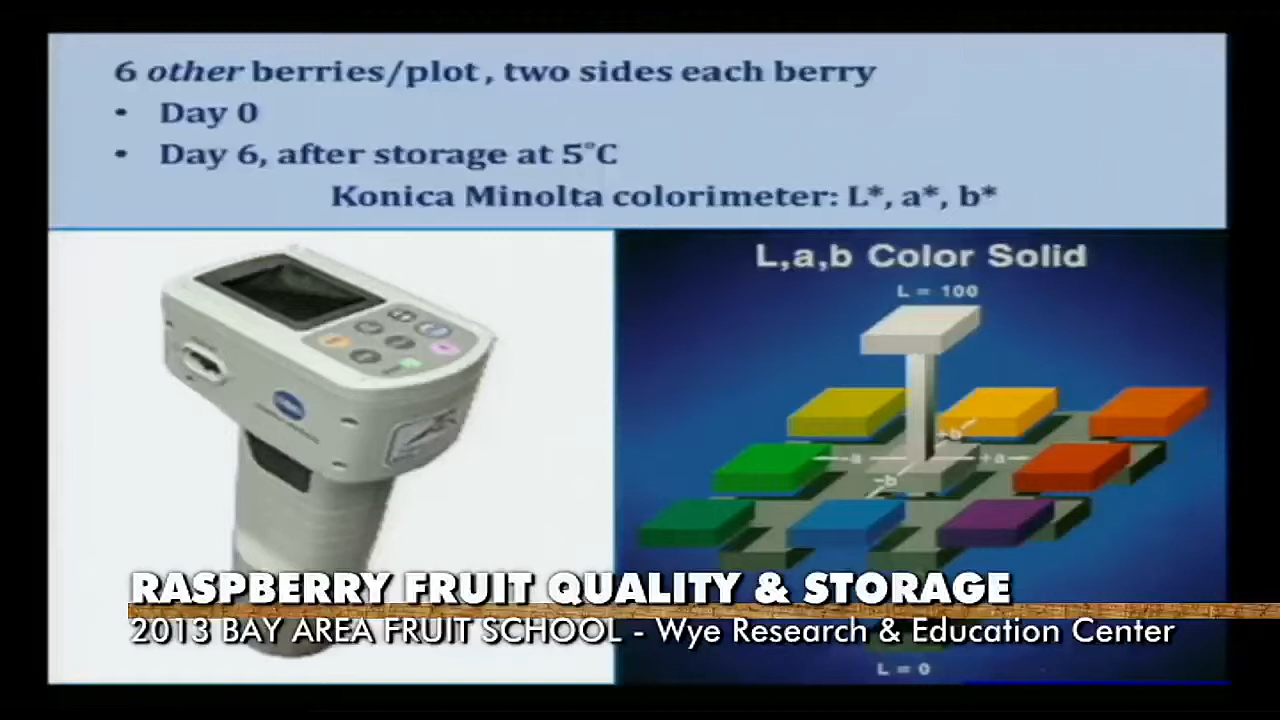 6 other berries/plot, two sides each berry
• Day 0
• Day 6, after storage at 5°C
Konica Minolta colorimeter: L*, a*, b*
L,a,b Color Solid
L = 100
+b
-a
+a
-b
RASPBERRY FRUIT QUALITY & STORAGE
2013 BAY AREA FRUIT SCHOOL - Wye Research & Education Center
L = 0